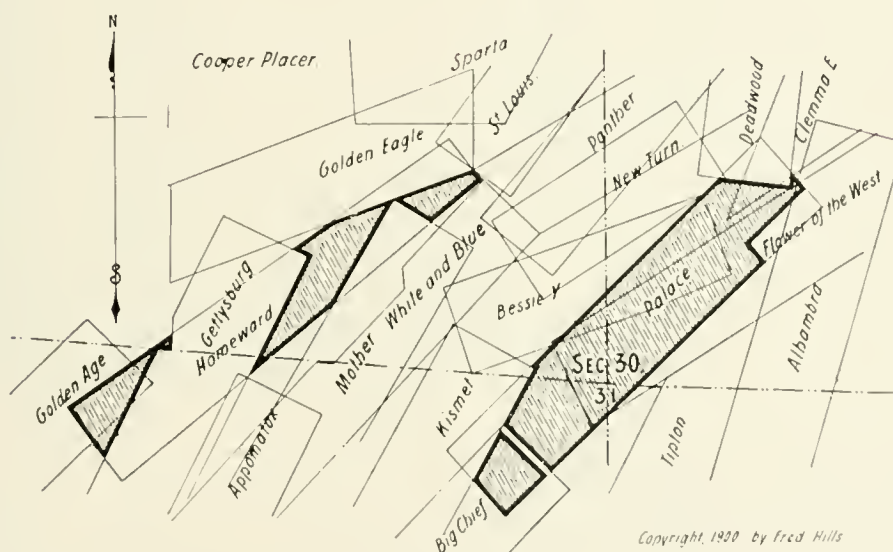 N
Cooper Placer
Sparta
St. Louis
Golden Eagle
Panther
New Turn
Deadwood
Clemma E
Flower of the West
Mother White and Blue
Bessie Y
Palace
Gettysburg
Homeward
Golden Age
Appomatox
Kismet
SEC 30
31
Alhambra
Tipton
Big Chief
S
Copyright, 1900 by Fred Hills